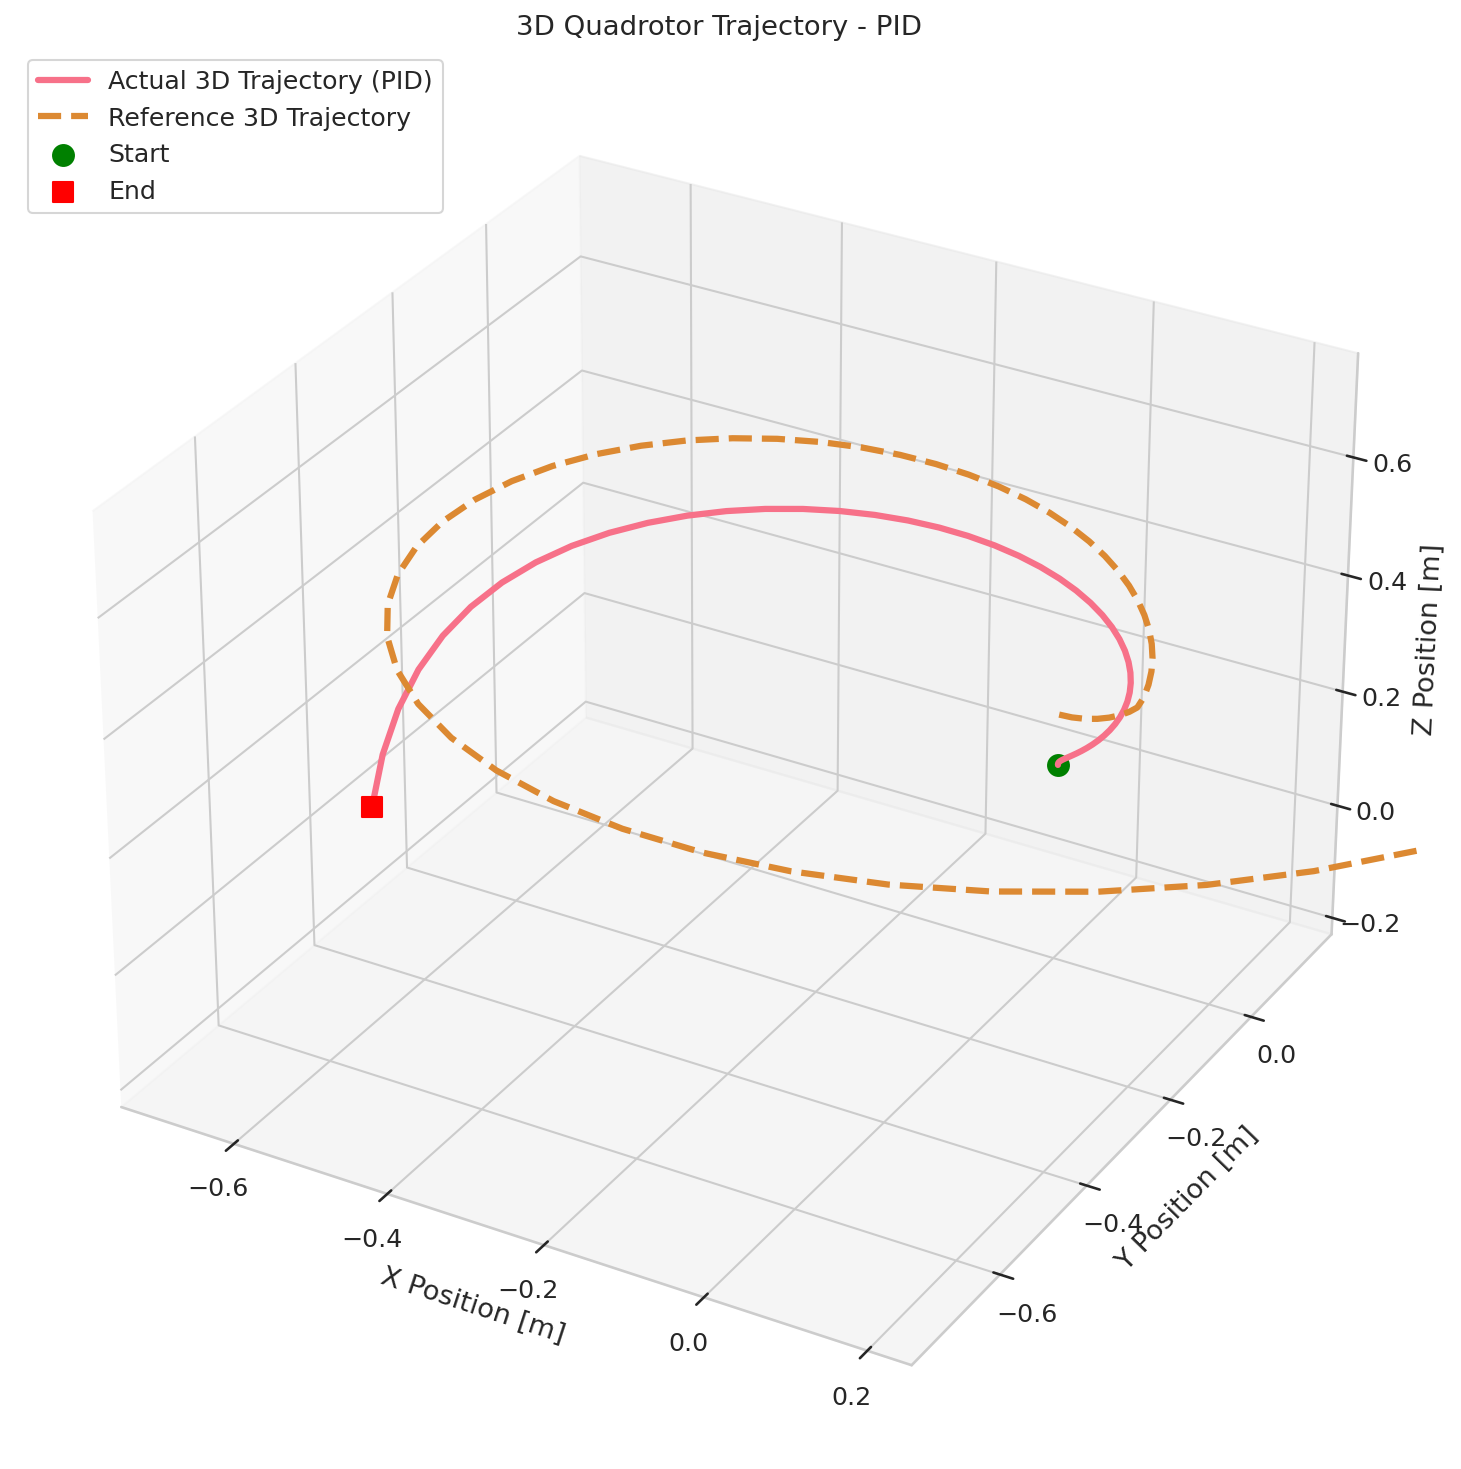 3D Quadrotor Trajectory - PID
Actual 3D Trajectory (PID)
Reference 3D Trajectory
Start
End
0.6
0.4
0.2
0.0
−0.2
Z Position [m]
0.0
−0.2
−0.4
−0.6
Y Position [m]
−0.6
−0.4
−0.2
0.0
0.2
X Position [m]